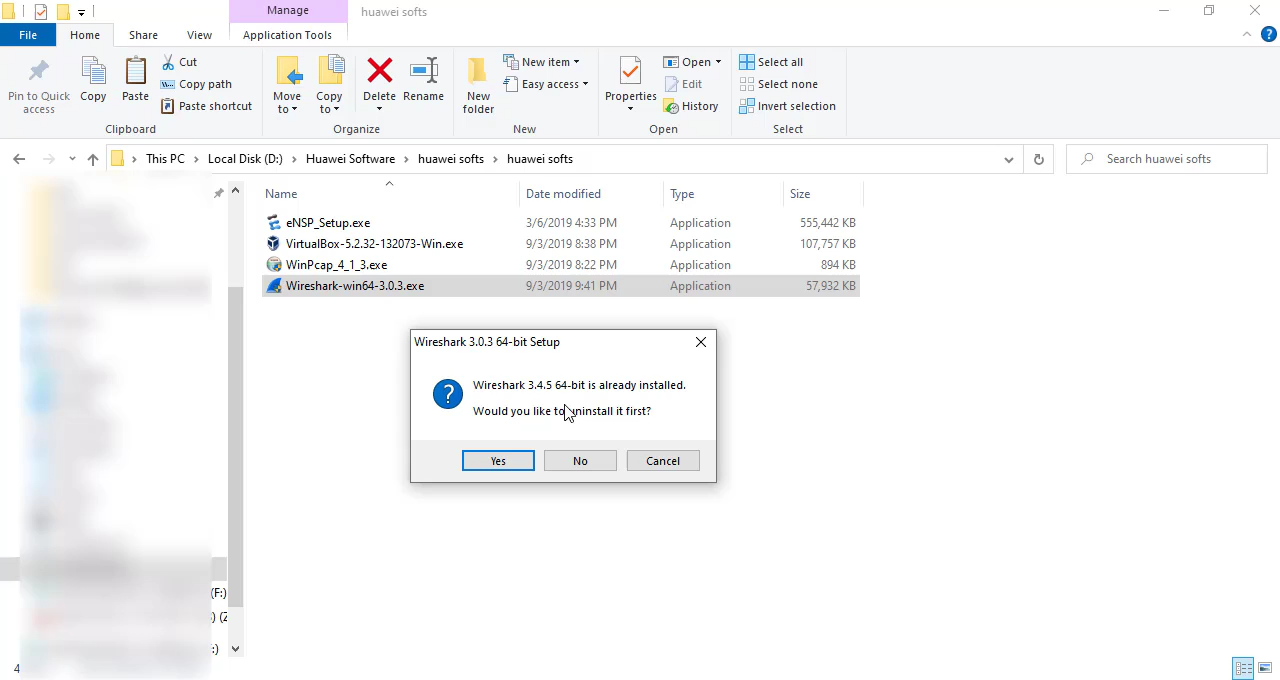 Manage
huawei softs
File
Home
Share
View
Application Tools
Pin to Quick
access
Copy
Paste
Cut
Copy path
Paste shortcut
Clipboard
Move
to
Copy
to
Delete
Rename
Organize
New
folder
New item
Easy access
New
Properties
Open
Edit
History
Open
Select all
Select none
Invert selection
Select
This PC > Local Disk (D:) > Huawei Software > huawei softs > huawei softs
Search huawei softs
Name Date modified Type Size
eNSP_Setup.exe 3/6/2019 4:33 PM Application 555,442 KB
VirtualBox-5.2.32-132073-Win.exe 9/3/2019 8:38 PM Application 107,757 KB
WinPcap_4_1_3.exe 9/3/2019 8:22 PM Application 894 KB
Wireshark-win64-3.0.3.exe 9/3/2019 9:41 PM Application 57,932 KB
Wireshark 3.0.3 64-bit Setup
Wireshark 3.4.5 64-bit is already installed.
Would you like to uninstall it first?
Yes
No
Cancel
(F:)
) (Z
:)
4